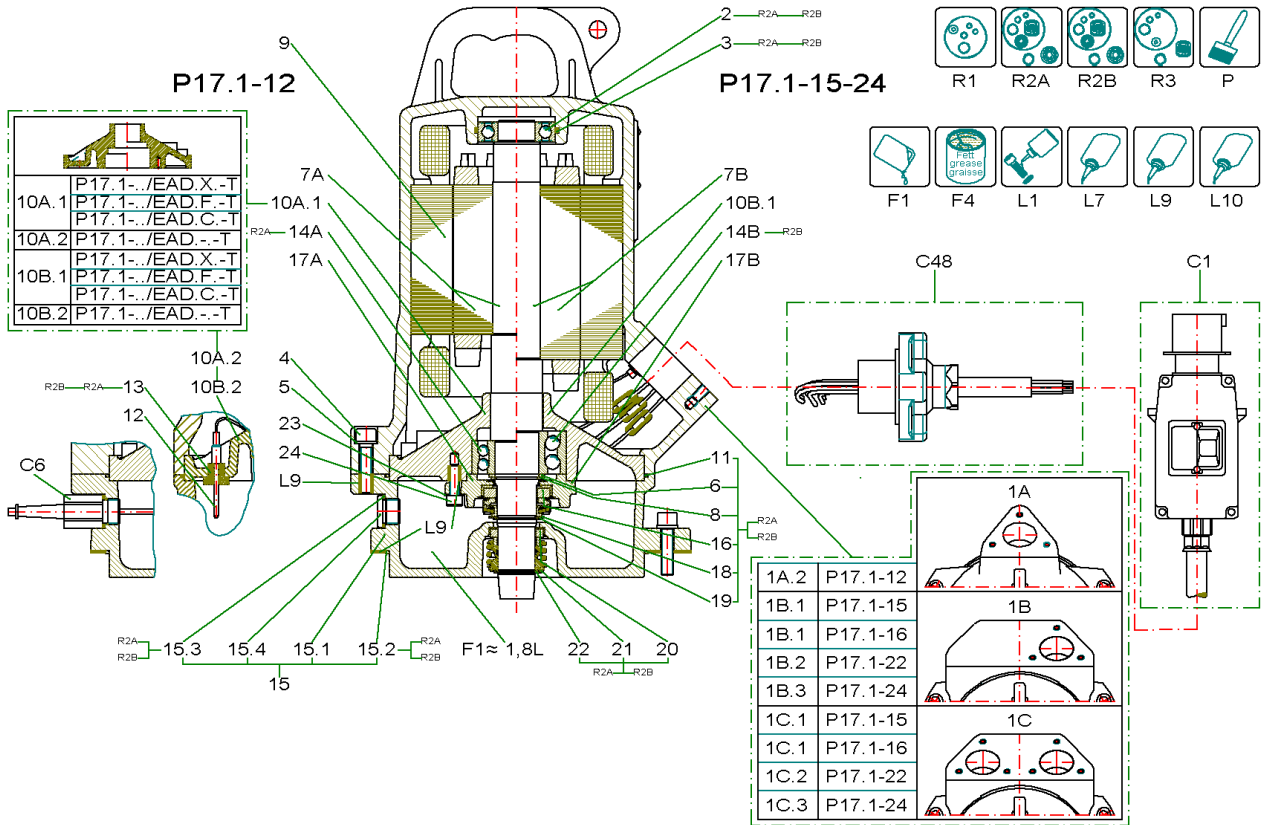 2 R2A R2B
3 R2A R2B
9
P17.1-12
P17.1-15-24
R1 R2A R2B R3 P
Fett
grease
graisse
F1 F4 L1 L7 L9 L10
10A.1 P17.1-../EAD.X.-T
P17.1-../EAD.F.-T
P17.1-../EAD.C.-T
10A.2 P17.1-../EAD.-.-T
10B.1 P17.1-../EAD.X.-T
P17.1-../EAD.F.-T
P17.1-../EAD.C.-T
10B.2 P17.1-../EAD.-.-T
7A
10A.1
R2A 14A
17A
7B
10B.1
14B R2B
17B
C48
C1
10A.2
10B.2
R2B R2A 13
12
C6
4
5
23
24
L9
L9
11
6
8
16
18
19
R2A
R2B
R2A
R2B
15.3 15.4 15.1 15.2
R2A
R2B
15
F1≈ 1,8L
22 21 20
R2A R2B
1A
1A.2 P17.1-12
1B
1B.1 P17.1-15
1B.1 P17.1-16
1B.2 P17.1-22
1B.3 P17.1-24
1C
1C.1 P17.1-15
1C.1 P17.1-16
1C.2 P17.1-22
1C.3 P17.1-24